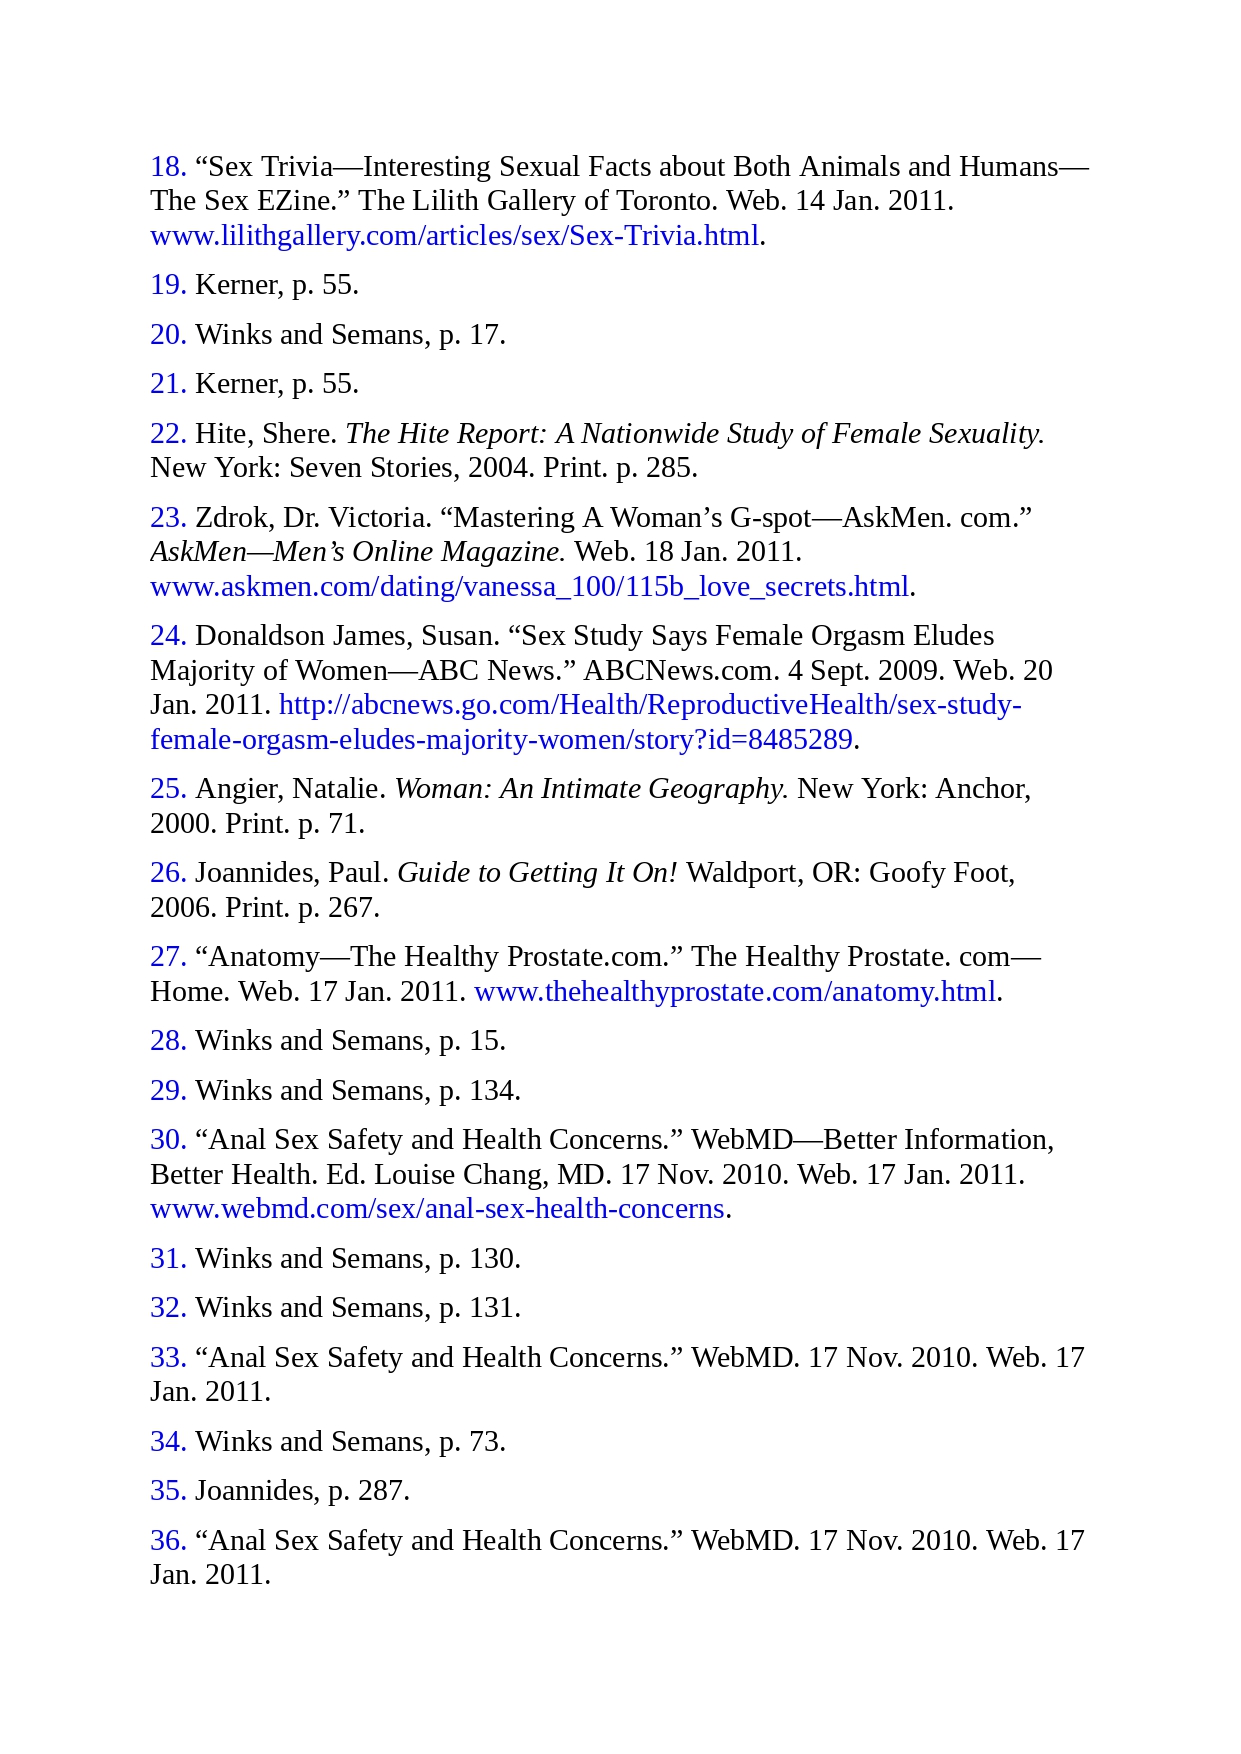 18. “Sex Trivia—Interesting Sexual Facts about Both Animals and Humans—
The Sex EZine.” The Lilith Gallery of Toronto. Web. 14 Jan. 2011.
www.lilithgallery.com/articles/sex/Sex-Trivia.html.
19. Kerner, p. 55.
20. Winks and Semans, p. 17.
21. Kerner, p. 55.
22. Hite, Shere. The Hite Report: A Nationwide Study of Female Sexuality.
New York: Seven Stories, 2004. Print. p. 285.
23. Zdrok, Dr. Victoria. “Mastering A Woman’s G-spot—AskMen. com.”
AskMen—Men’s Online Magazine. Web. 18 Jan. 2011.
www.askmen.com/dating/vanessa_100/115b_love_secrets.html.
24. Donaldson James, Susan. “Sex Study Says Female Orgasm Eludes
Majority of Women—ABC News.” ABCNews.com. 4 Sept. 2009. Web. 20
Jan. 2011. http://abcnews.go.com/Health/ReproductiveHealth/sex-study-
female-orgasm-eludes-majority-women/story?id=8485289.
25. Angier, Natalie. Woman: An Intimate Geography. New York: Anchor,
2000. Print. p. 71.
26. Joannides, Paul. Guide to Getting It On! Waldport, OR: Goofy Foot,
2006. Print. p. 267.
27. “Anatomy—The Healthy Prostate.com.” The Healthy Prostate. com—
Home. Web. 17 Jan. 2011. www.thehealthyprostate.com/anatomy.html.
28. Winks and Semans, p. 15.
29. Winks and Semans, p. 134.
30. “Anal Sex Safety and Health Concerns.” WebMD—Better Information,
Better Health. Ed. Louise Chang, MD. 17 Nov. 2010. Web. 17 Jan. 2011.
www.webmd.com/sex/anal-sex-health-concerns.
31. Winks and Semans, p. 130.
32. Winks and Semans, p. 131.
33. “Anal Sex Safety and Health Concerns.” WebMD. 17 Nov. 2010. Web. 17
Jan. 2011.
34. Winks and Semans, p. 73.
35. Joannides, p. 287.
36. “Anal Sex Safety and Health Concerns.” WebMD. 17 Nov. 2010. Web. 17
Jan. 2011.